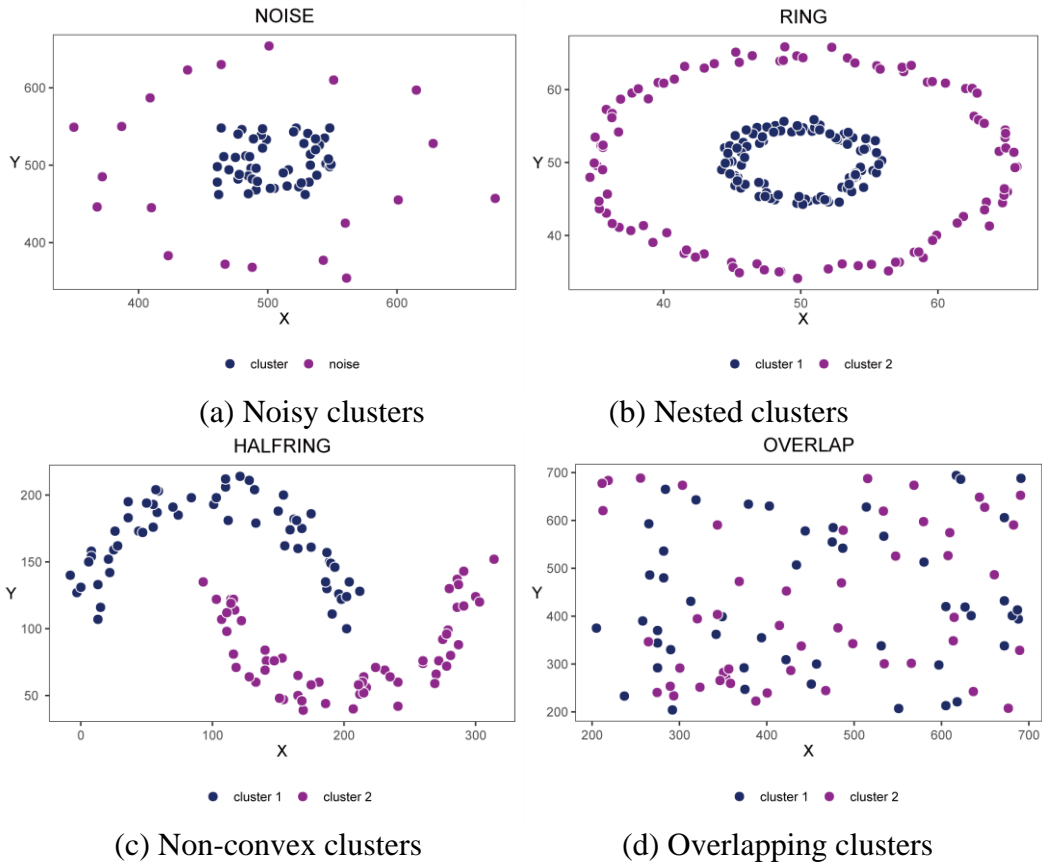 NOISE
600
Y 500
400
400 500 600
X
cluster noise
(a) Noisy clusters
RING
60
Y 50
40
40 50 60
X
cluster 1 cluster 2
(b) Nested clusters
HALFRING
200
150
Y
100
50
0 100 200 300
X
cluster 1 cluster 2
(c) Non-convex clusters
OVERLAP
700
600
500
Y
400
300
200
200 300 400 500 600 700
X
cluster 1 cluster 2
(d) Overlapping clusters